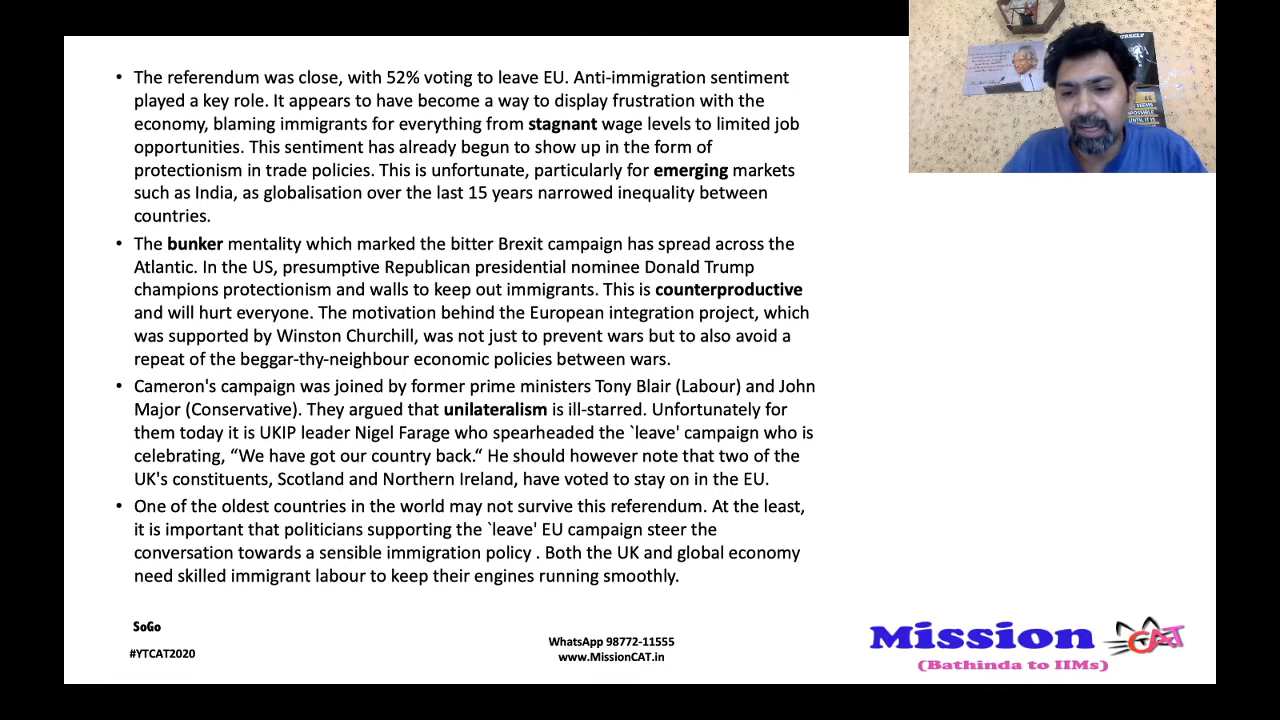 • The referendum was close, with 52% voting to leave EU. Anti-immigration sentiment
played a key role. It appears to have become a way to display frustration with the
economy, blaming immigrants for everything from stagnant wage levels to limited job
opportunities. This sentiment has already begun to show up in the form of
protectionism in trade policies. This is unfortunate, particularly for emerging markets
such as India, as globalisation over the last 15 years narrowed inequality between
countries.
• The bunker mentality which marked the bitter Brexit campaign has spread across the
Atlantic. In the US, presumptive Republican presidential nominee Donald Trump
champions protectionism and walls to keep out immigrants. This is counterproductive
and will hurt everyone. The motivation behind the European integration project, which
was supported by Winston Churchill, was not just to prevent wars but to also avoid a
repeat of the beggar-thy-neighbour economic policies between wars.
• Cameron's campaign was joined by former prime ministers Tony Blair (Labour) and John
Major (Conservative). They argued that unilateralism is ill-starred. Unfortunately for
them today it is UKIP leader Nigel Farage who spearheaded the `leave' campaign who is
celebrating, “We have got our country back.“ He should however note that two of the
UK's constituents, Scotland and Northern Ireland, have voted to stay on in the EU.
• One of the oldest countries in the world may not survive this referendum. At the least,
it is important that politicians supporting the `leave' EU campaign steer the
conversation towards a sensible immigration policy . Both the UK and global economy
need skilled immigrant labour to keep their engines running smoothly.
SoGo
#YTCAT2020
WhatsApp 98772-11555
www.MissionCAT.in
Mission CAT
(Bathinda to IIMs)